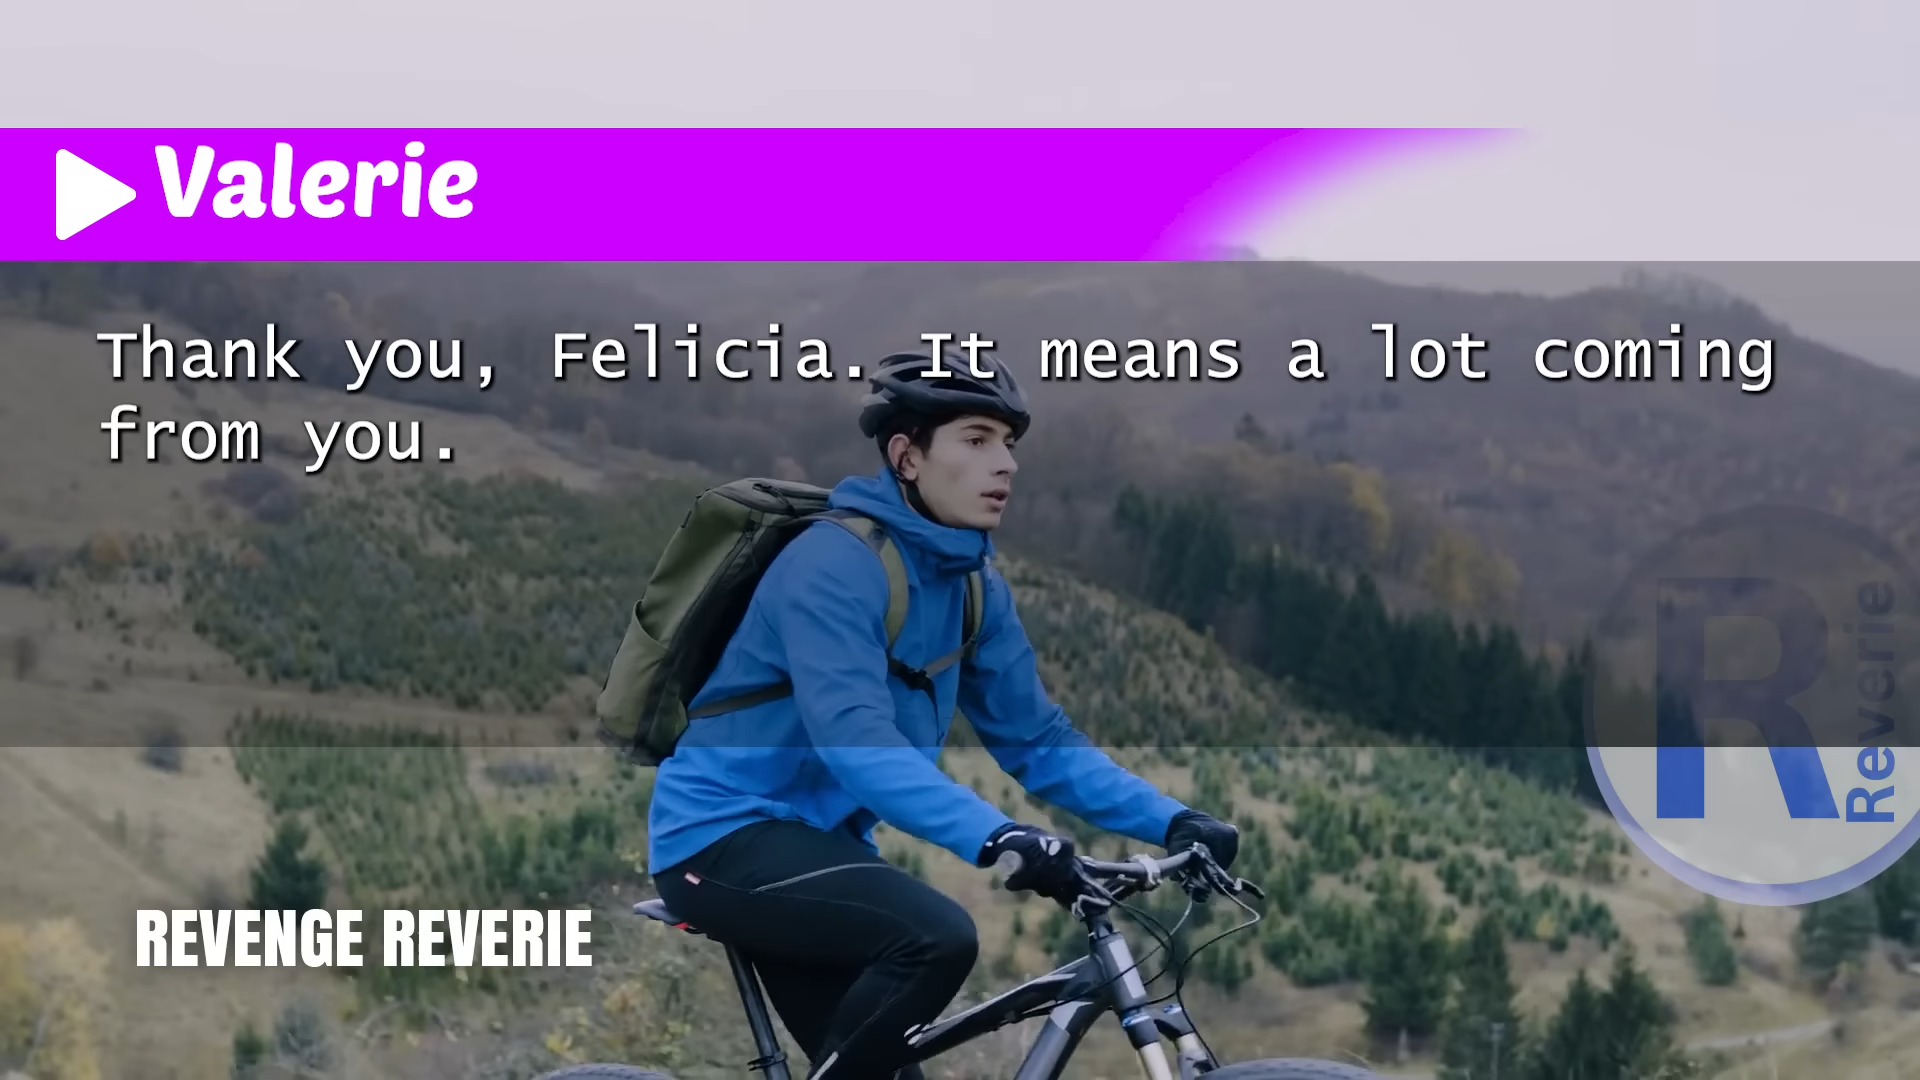 Valerie
Thank you, Felicia. It means a lot coming
from you.
R
Reverie
REVENGE REVERIE